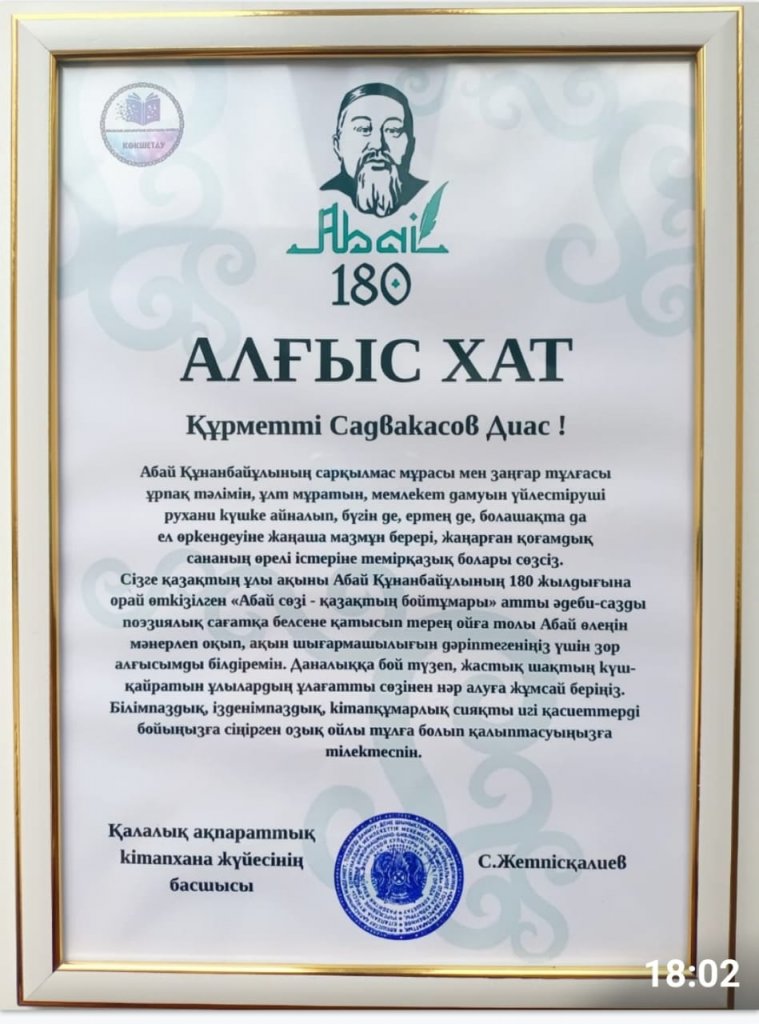 КӨКШЕТАУ
Abai
180
АЛҒЫС ХАТ
Құрметті Садвакасов Диас !
Абай Құнанбайұлының сарқылмас мұрасы мен заңғар тұлғасы
ұрпақ тәлімін, ұлт мұратын, мемлекет дамуын үйлестіруші
рухани күшке айналып, бүгін де, ертең де, болашақта да
ел өркендеуіне жаңаша мазмұн берері, жаңарған қоғамдық
сананың өрелі істеріне темірқазық болары сөзсіз.
Сізге қазақтың ұлы ақыны Абай Құнанбайұлының 180 жылдығына
орай өткізілген «Абай сөзі - қазақтың бойтұмары» атты әдеби-сазды
поэзиялық сағатқа белсене қатысып терең ойға толы Абай өлеңін
мәнерлеп оқып, ақын шығармашылығын дәріптегеніңіз үшін зор
алғысымды білдіремін. Даналыққа бой түзеп, жастық шақтың күш-
қайратын ұлылардың ұлағатты сөзінен нәр алуға жұмсай беріңіз.
Білімпаздық, ізденімпаздық, кітапқұмарлық сияқты игі қасиеттерді
бойыңызға сіңірген озық ойлы тұлға болып қалыптасуыңызға
тілектеспін.
Қалалық ақпараттық
кітапхана жүйесінің
басшысы
С.Жетпісқалиев
18:02